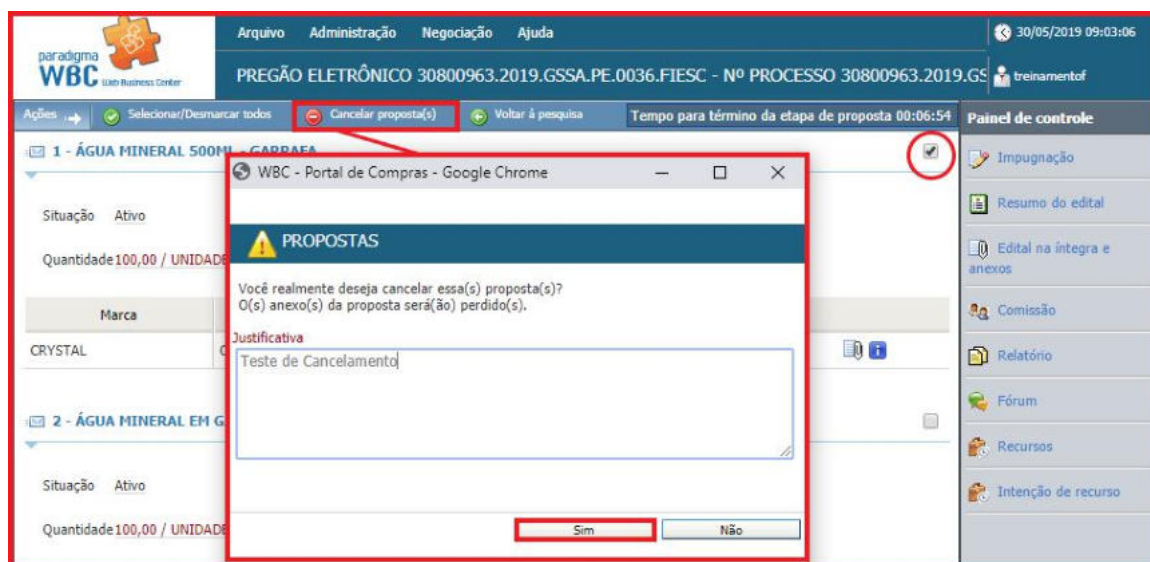 Arquivo Administração Negociação Ajuda
30/05/2019 09:03:06
paradigma
WBC Web Business Center
PREGÃO ELETRÔNICO 30800963.2019.GSSA.PE.0036.FIESC - Nº PROCESSO 30800963.2019.GS
treinamentof
Ações Selecionar/Desmarcar todos Cancelar proposta(s) Voltar à pesquisa Tempo para término da etapa de proposta 00:06:54
Painel de controle
1 - ÁGUA MINERAL 500ML - GARRAFA
Situação Ativo
Quantidade 100,00 / UNIDADE
Marca
CRYSTAL
2 - ÁGUA MINERAL EM G
Situação Ativo
Quantidade 100,00 / UNIDADE
WBC - Portal de Compras - Google Chrome
PROPOSTAS
Você realmente deseja cancelar essa(s) proposta(s)?
O(s) anexo(s) da proposta será(ão) perdido(s).
Justificativa
Teste de Cancelamento
Sim Não
Impugnação
Resumo do edital
Edital na íntegra e
anexos
Comissão
Relatório
Fórum
Recursos
Intenção de recurso